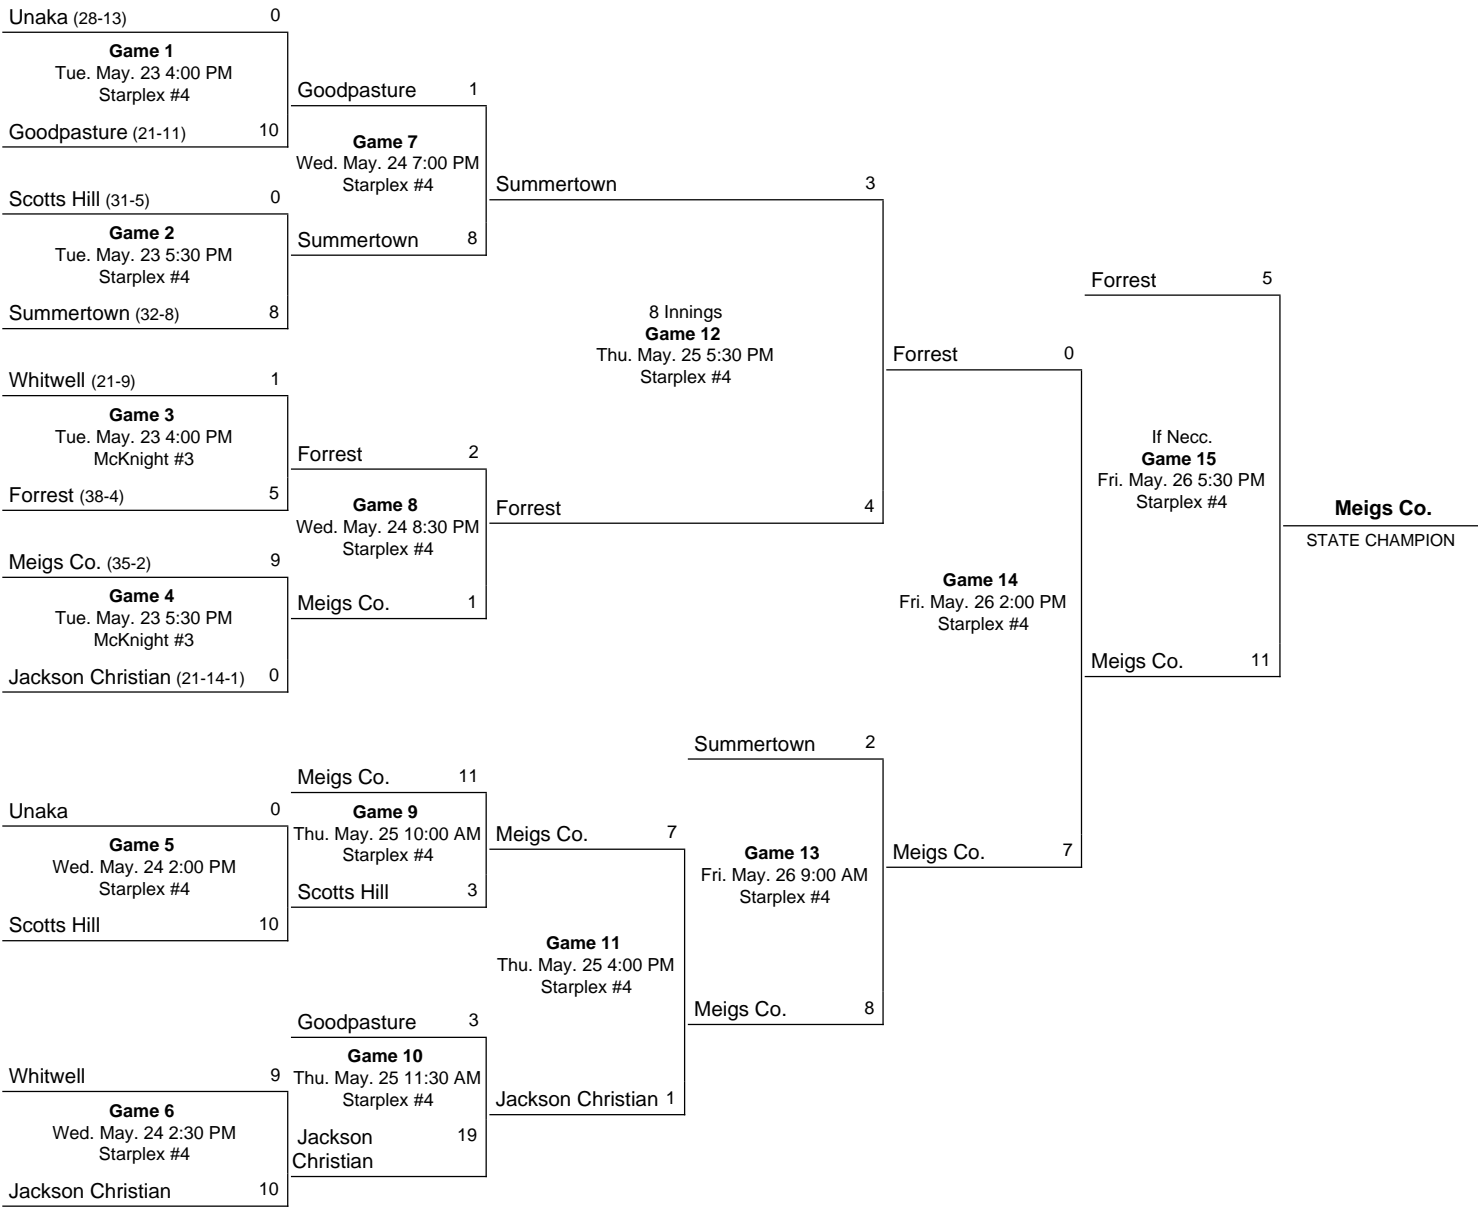 Unaka (28-13) 0
Game 1
Tue. May. 23 4:00 PM
Starplex #4
Goodpasture (21-11) 10
Scotts Hill (31-5) 0
Game 2
Tue. May. 23 5:30 PM
Starplex #4
Summertown (32-8) 8
Whitwell (21-9) 1
Game 3
Tue. May. 23 4:00 PM
McKnight #3
Forrest (38-4) 5
Meigs Co. (35-2) 9
Game 4
Tue. May. 23 5:30 PM
McKnight #3
Jackson Christian (21-14-1) 0
Goodpasture 1
Game 7
Wed. May. 24 7:00 PM
Starplex #4
Summertown 8
Forrest 2
Game 8
Wed. May. 24 8:30 PM
Starplex #4
Meigs Co. 1
Summertown 3
8 Innings
Game 12
Thu. May. 25 5:30 PM
Starplex #4
Forrest 4
Forrest 0
Game 14
Fri. May. 26 2:00 PM
Starplex #4
Meigs Co. 7
Forrest 5
If Necc.
Game 15
Fri. May. 26 5:30 PM
Starplex #4
Meigs Co. 11
Meigs Co.
STATE CHAMPION
Unaka 0
Game 5
Wed. May. 24 2:00 PM
Starplex #4
Scotts Hill 10
Whitwell 9
Game 6
Wed. May. 24 2:30 PM
Starplex #4
Jackson Christian 10
Meigs Co. 11
Game 9
Thu. May. 25 10:00 AM
Starplex #4
Scotts Hill 3
Goodpasture 3
Game 10
Thu. May. 25 11:30 AM
Starplex #4
Jackson 19
Christian
Meigs Co. 7
Game 11
Thu. May. 25 4:00 PM
Starplex #4
Jackson Christian 1
Summertown 2
Game 13
Fri. May. 26 9:00 AM
Starplex #4
Meigs Co. 8